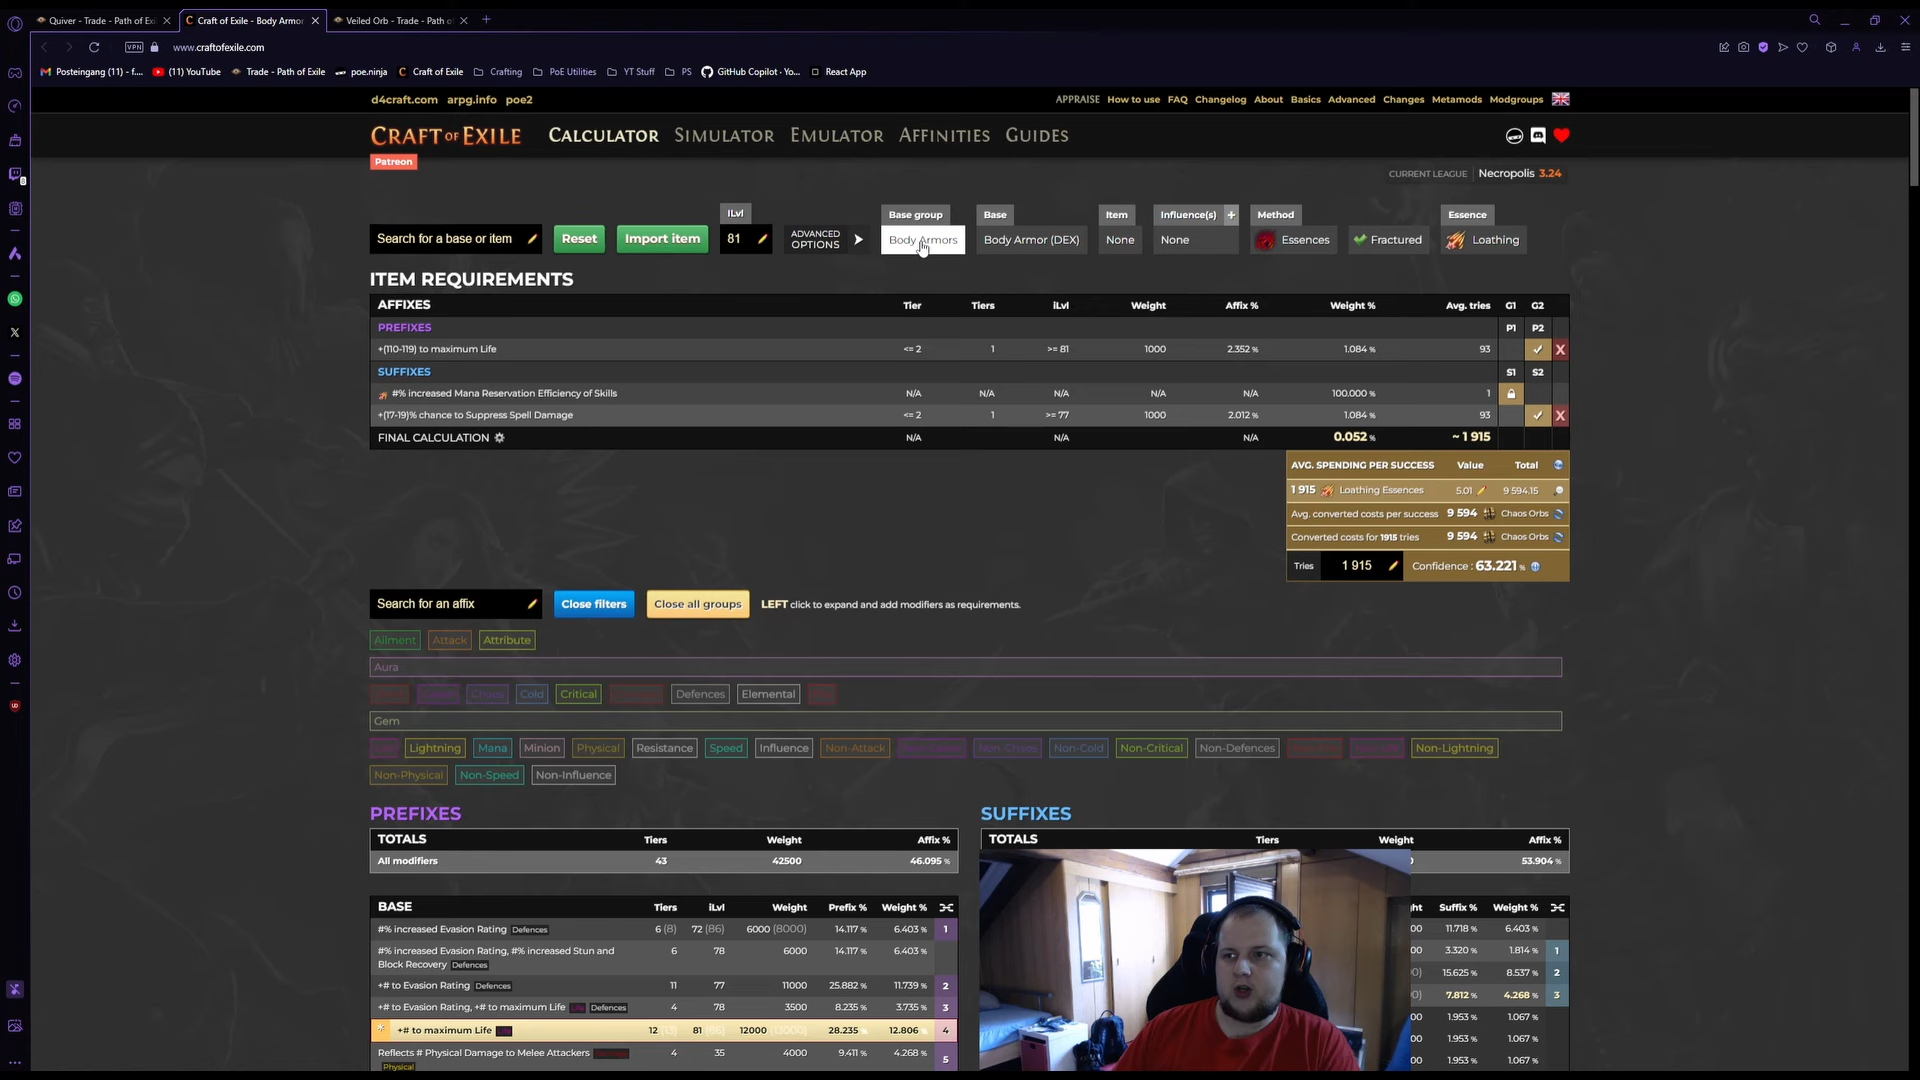 Quiver - Trade - Path of Exi
Craft of Exile - Body Armor
Veiled Orb - Trade - Path of
VPN
www.craftofexile.com
Posteingang (11) - f....
(11) YouTube
Trade - Path of Exile
poe.ninja
Craft of Exile
Crafting
PoE Utilities
YT Stuff
PS
GitHub Copilot · Yo...
React App
d4craft.com arpg.info poe2
APPRAISE How to use FAQ Changelog About Basics Advanced Changes Metamods Modgroups
CRAFT OF EXILE
CALCULATOR SIMULATOR EMULATOR AFFINITIES GUIDES
Patreon
CURRENT LEAGUE Necropolis 3.24
Search for a base or item
Reset
Import item
ILvl
81
ADVANCED
OPTIONS
Base group
Body Armors
Base
Body Armor (DEX)
Item
None
Influence(s) +
None
Method
Essences
Fractured
Essence
Loathing
ITEM REQUIREMENTS
AFFIXES Tier Tiers iLvl Weight Affix % Weight % Avg. tries G1 G2
PREFIXES P1 P2
+(110-119) to maximum Life <= 2 1 >= 81 1000 2.352 % 1.084 % 93 X
SUFFIXES S1 S2
#% increased Mana Reservation Efficiency of Skills N/A N/A N/A N/A N/A 100.000 % 1
+(17-19)% chance to Suppress Spell Damage <= 2 1 >= 77 1000 2.012 % 1.084 % 93 X
FINAL CALCULATION N/A N/A N/A 0.052 % ~ 1 915
AVG. SPENDING PER SUCCESS Value Total
1 915 Loathing Essences 5.01 9 594.15
Avg. converted costs per success 9 594 Chaos Orbs
Converted costs for 1915 tries 9 594 Chaos Orbs
Tries 1 915 Confidence : 63.221 %
Search for an affix
Close filters
Close all groups
LEFT click to expand and add modifiers as requirements.
Ailment Attack Attribute
Aura
Cold Critical Defences Elemental
Gem
Lightning Mana Minion Physical Resistance Speed Influence Non-Attack Non-Chaos Non-Cold Non-Critical Non-Defences Non-Lightning
Non-Physical Non-Speed Non-Influence
PREFIXES
TOTALS Tiers Weight Affix %
All modifiers 43 42500 46.095 %
BASE Tiers iLvl Weight Prefix % Weight %
#% increased Evasion Rating Defences 6 (8) 72 (86) 6000 (8000) 14.117 % 6.403 % 1
#% increased Evasion Rating, #% increased Stun and
Block Recovery Defences 6 78 6000 14.117 % 6.403 %
+# to Evasion Rating Defences 11 77 11000 25.882 % 11.739 % 2
+# to Evasion Rating, +# to maximum Life Life Defences 4 78 3500 8.235 % 3.735 % 3
+# to maximum Life Life 12 81 12000 28.235 % 12.806 % 4
Reflects # Physical Damage to Melee Attackers 4 35 4000 9.411 % 4.268 % 5
Physical
SUFFIXES
TOTALS Tiers Weight Affix %
53.904 %
ght Suffix % Weight %
00 11.718 % 6.403 %
3.320 % 1.814 % 1
15.625 % 8.537 % 2
7.812 % 4.268 % 3
00 1.953 % 1.067 %
00 1.953 % 1.067 %
00 1.953 % 1.067 %